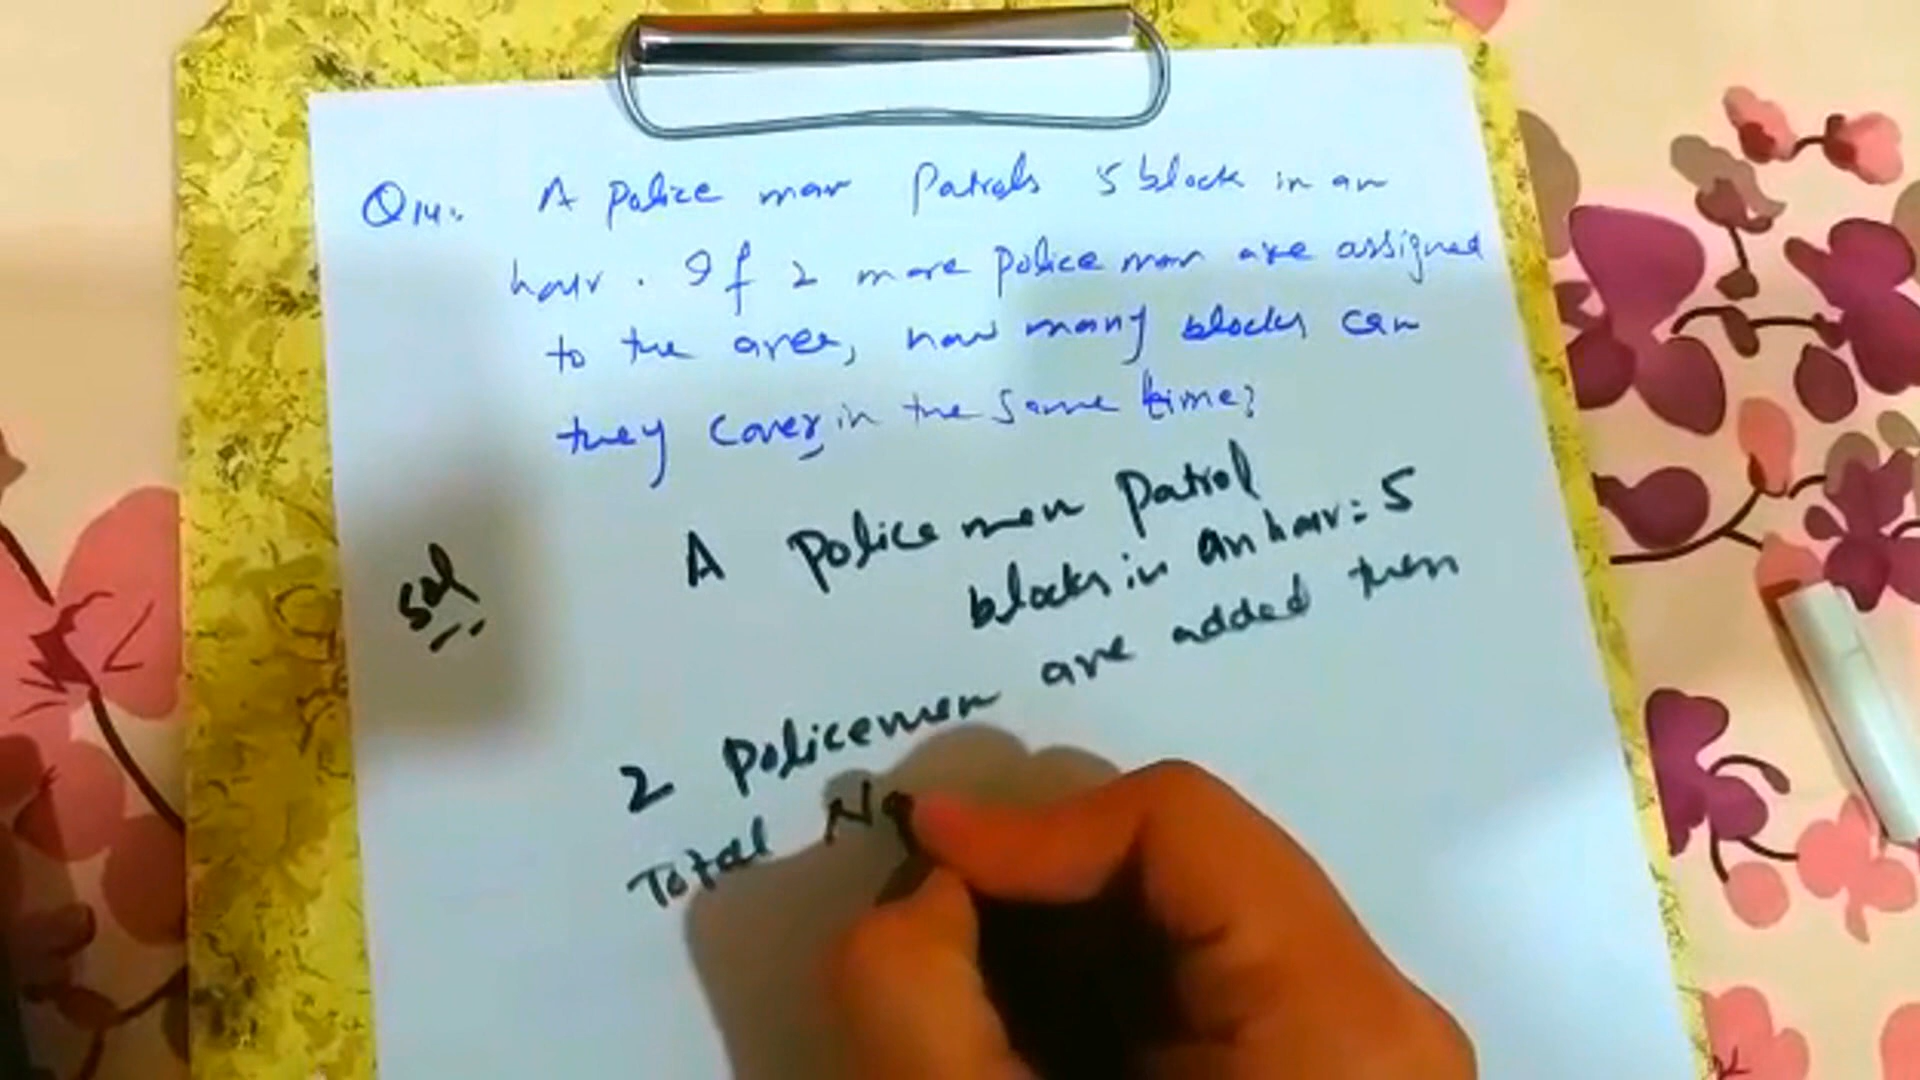 Q14. A Police man Patrols 5 block in an
hour. If 2 more Police man are assigned
to the area, how many blocks can
they cover in the same time?
Sol A Policemen Patrol
blocks in an hour = 5
2 Policemen are added then
Total No